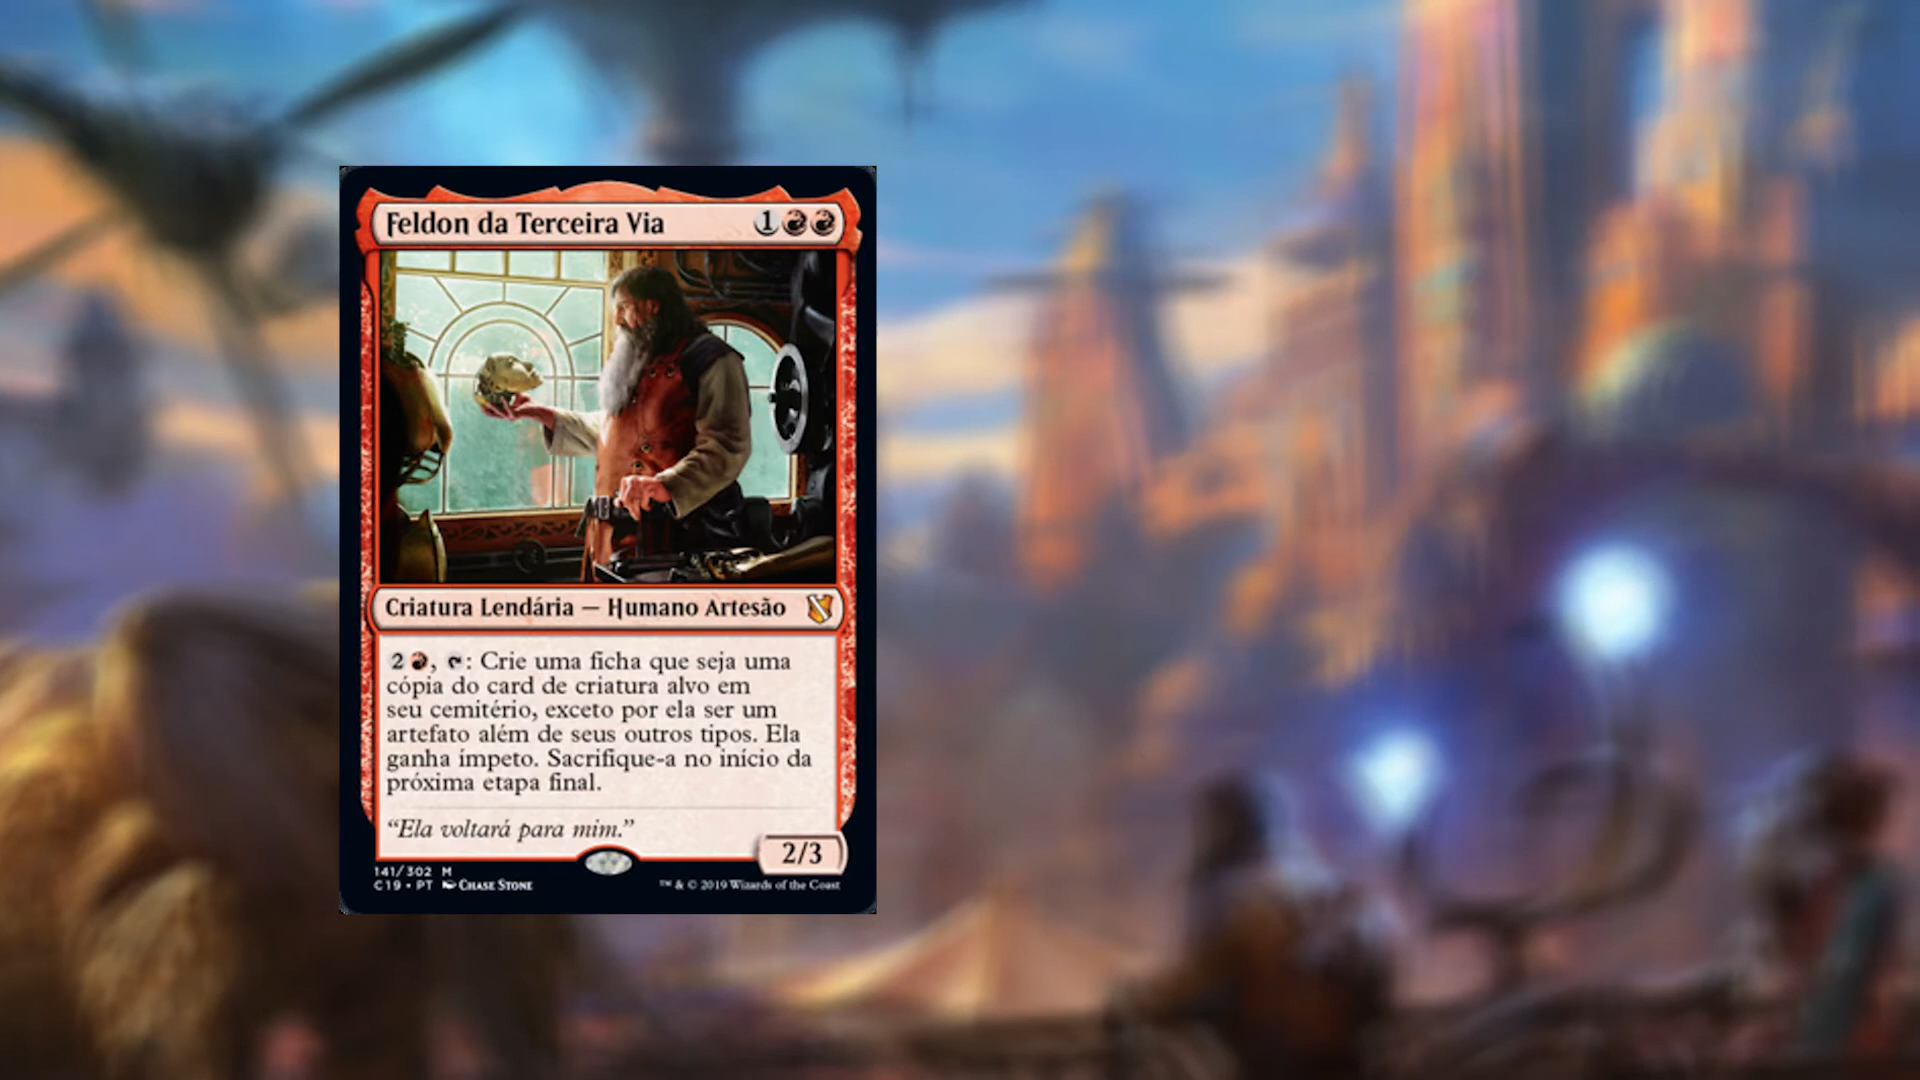 Feldon da Terceira Via 1
Criatura Lendária — Humano Artesão
2 , : Crie uma ficha que seja uma
cópia do card de criatura alvo em
seu cemitério, exceto por ela ser um
artefato além de seus outros tipos. Ela
ganha ímpeto. Sacrifique-a no início da
próxima etapa final.
“Ela voltará para mim.”
2/3
141/302 M
C19 • PT Chase Stone
™ & © 2019 Wizards of the Coast